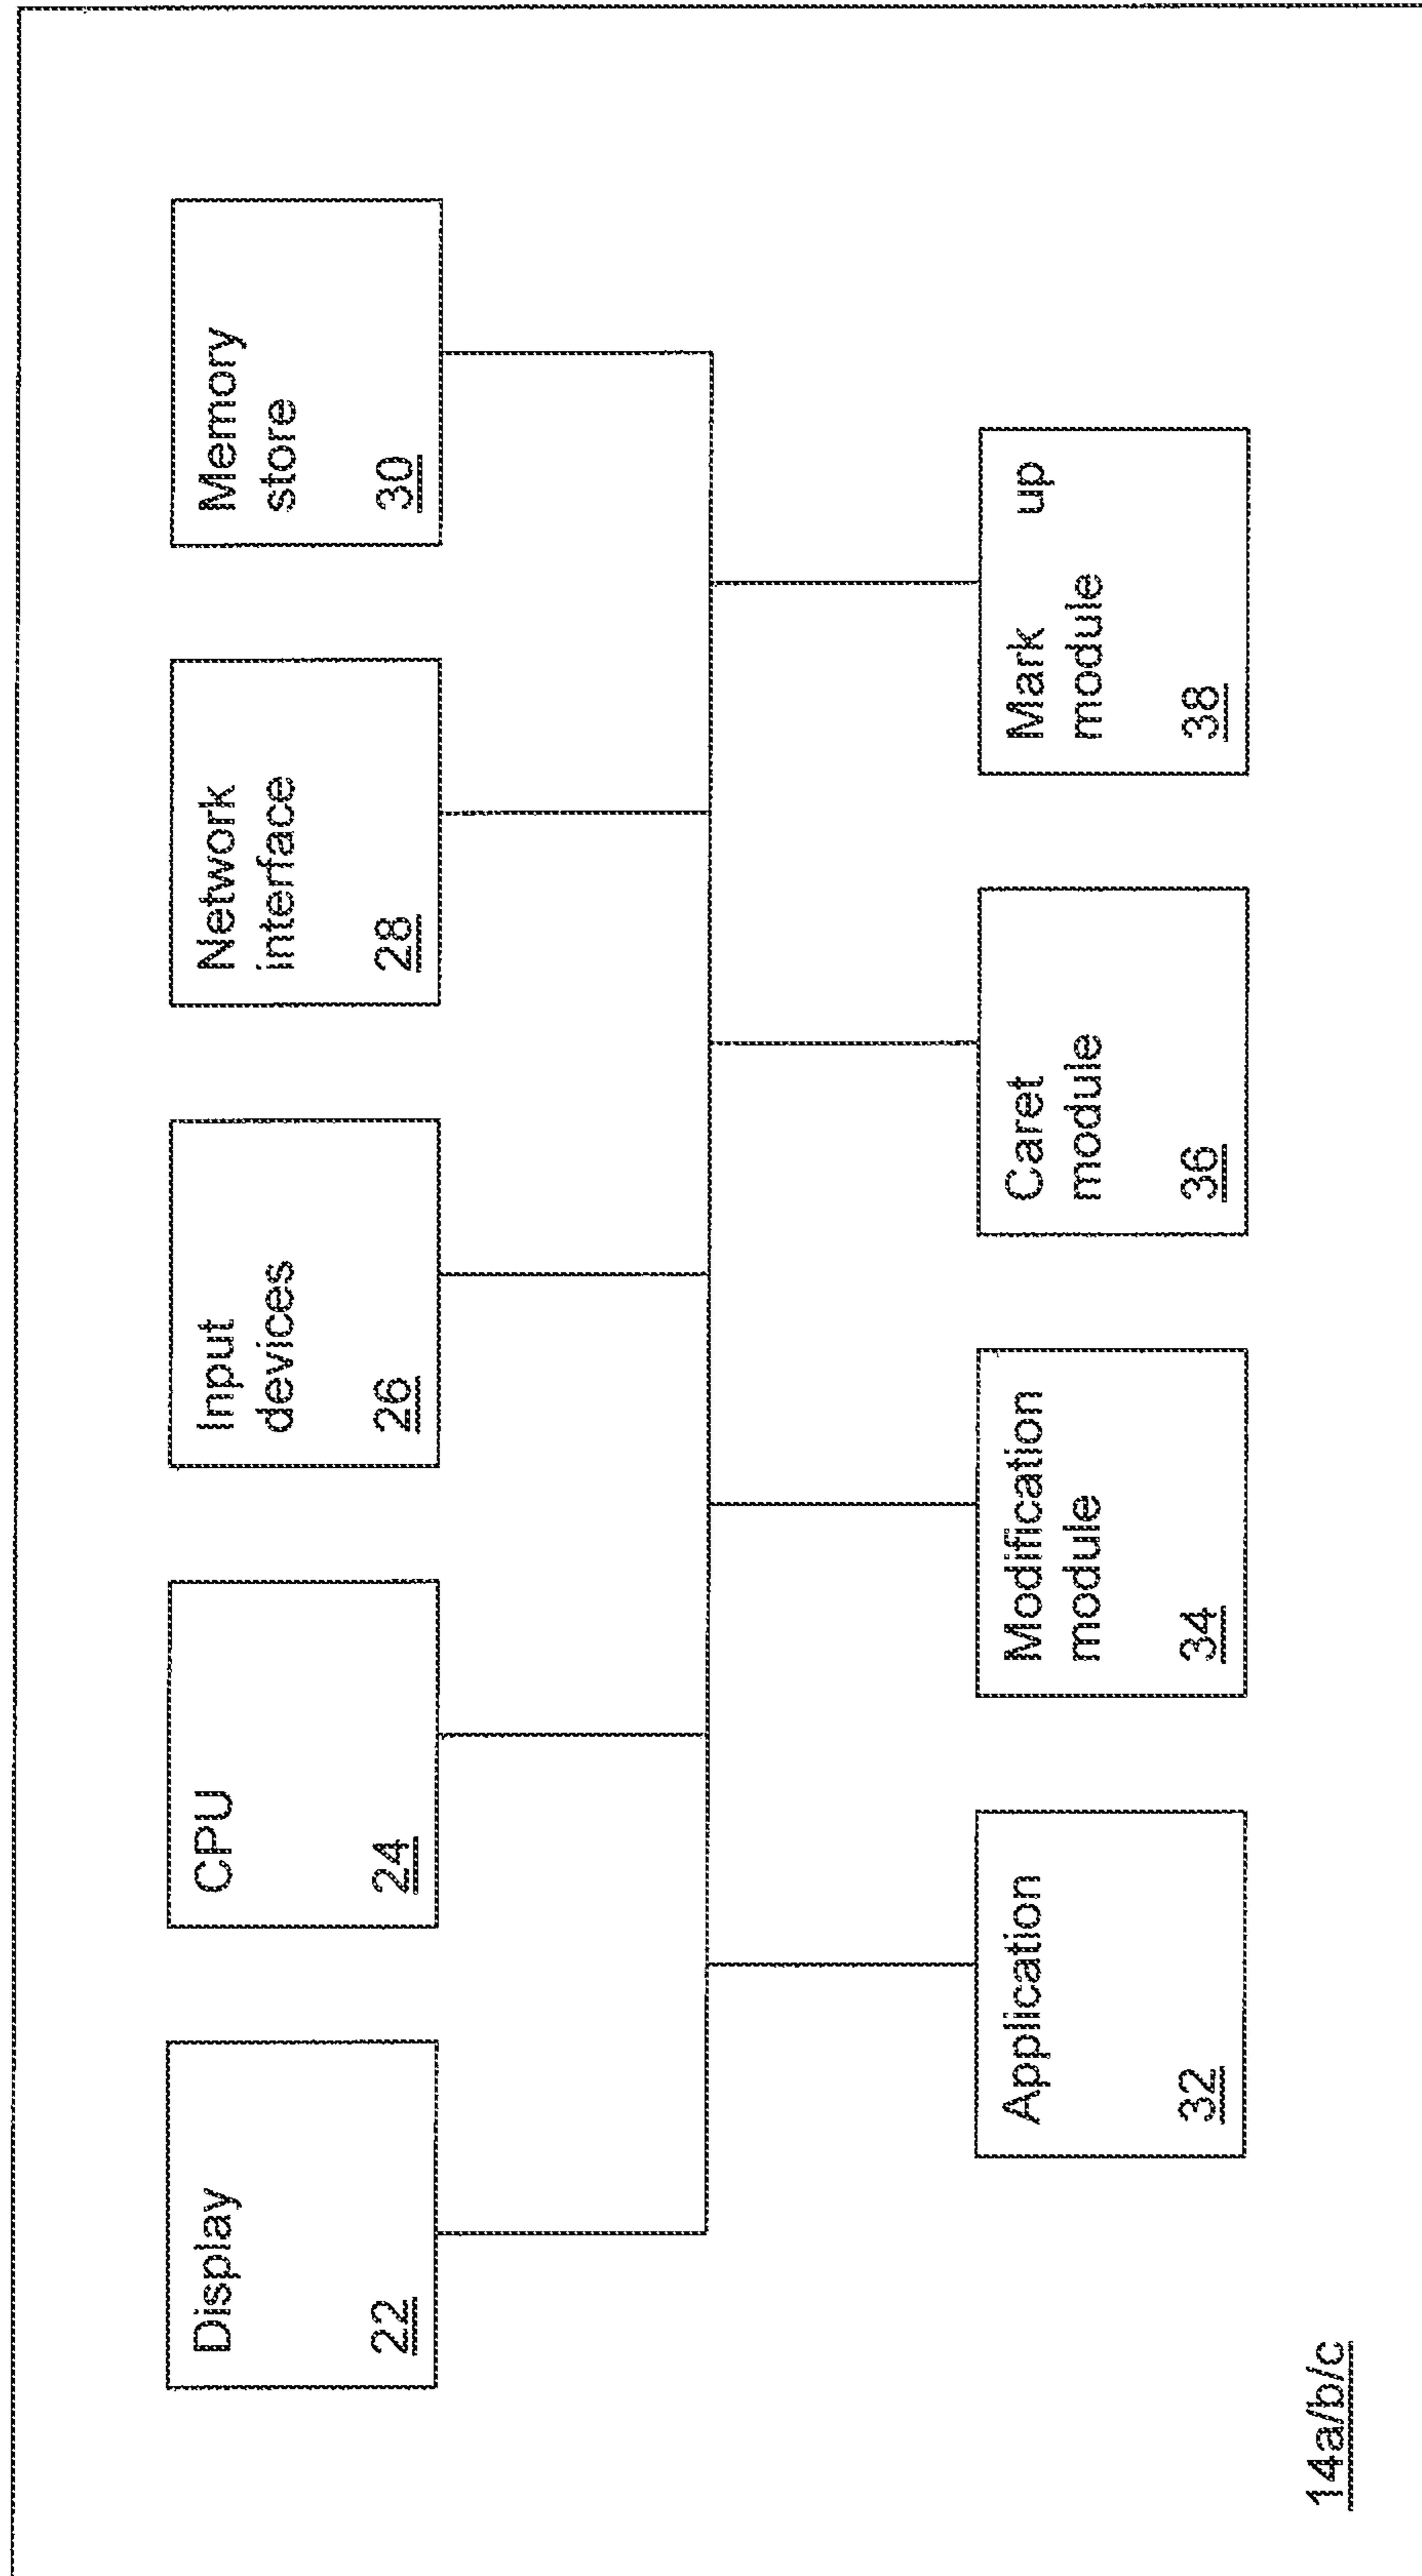 Display
22
CPU
24
Input
devices
26
Network
interface
28
Memory
store
30
Application
32
Modification
module
34
Caret
module
36
Mark up
module
38
14a/b/c